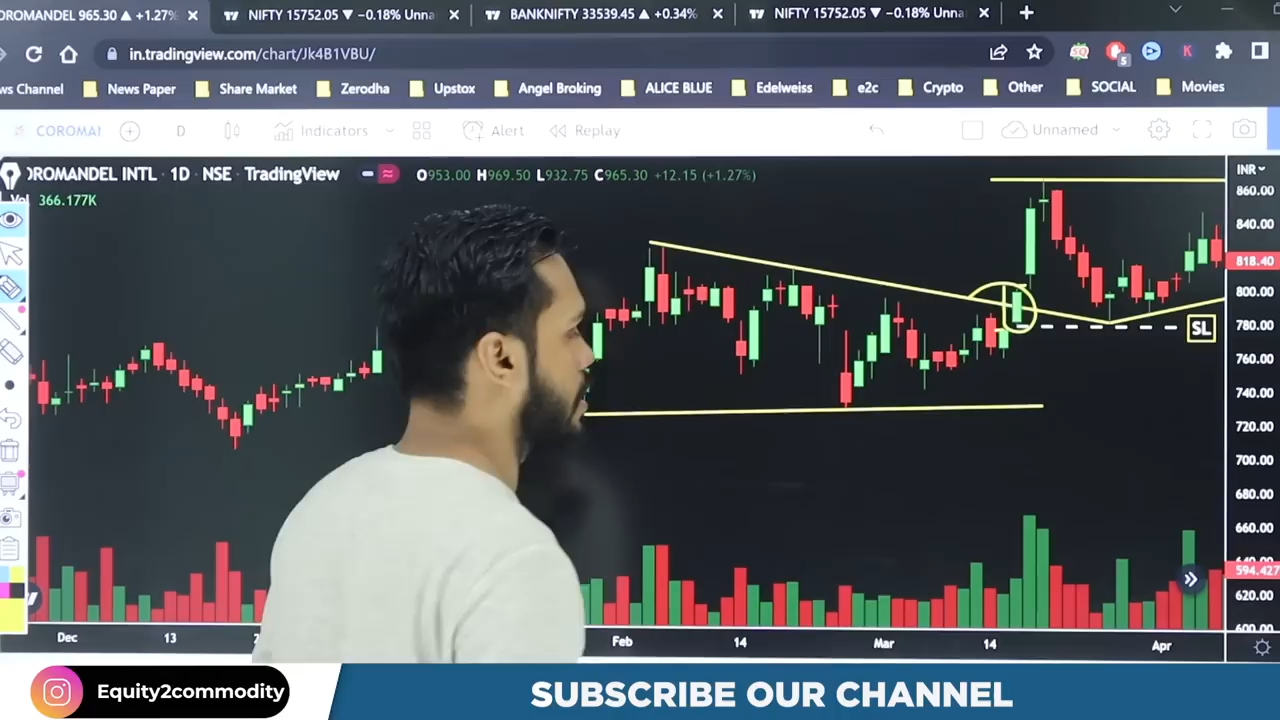 OROMANDEL 965.30 ▲ +1.27%
NIFTY 15752.05 ▼ −0.18% Unna
BANKNIFTY 33539.45 ▲ +0.34%
NIFTY 15752.05 ▼ −0.18% Unna
in.tradingview.com/chart/Jk4B1VBU/
5
K
ws Channel
News Paper
Share Market
Zerodha
Upstox
Angel Broking
ALICE BLUE
Edelweiss
e2c
Crypto
Other
SOCIAL
Movies
COROMAN
D
Indicators
Alert
Replay
Unnamed
OROMANDEL INTL · 1D · NSE · TradingView
O953.00 H969.50 L932.75 C965.30 +12.15 (+1.27%)
Vol 366.177K
INR
860.00
840.00
818.40
800.00
780.00
760.00
740.00
720.00
700.00
680.00
660.00
594.427
620.00
600.00
SL
Dec
13
Feb
14
Mar
14
Apr
Equity2commodity
SUBSCRIBE OUR CHANNEL